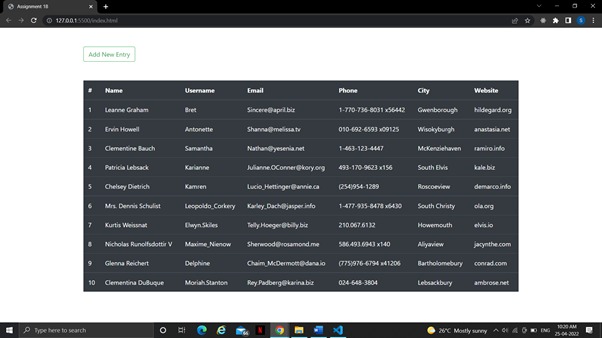 Assignment 18
127.0.0.1:5500/index.html
S
Add New Entry
# Name Username Email Phone City Website
1 Leanne Graham Bret Sincere@april.biz 1-770-736-8031 x56442 Gwenborough hildegard.org
2 Ervin Howell Antonette Shanna@melissa.tv 010-692-6593 x09125 Wisokyburgh anastasia.net
3 Clementine Bauch Samantha Nathan@yesenia.net 1-463-123-4447 McKenziehaven ramiro.info
4 Patricia Lebsack Karianne Julianne.OConner@kory.org 493-170-9623 x156 South Elvis kale.biz
5 Chelsey Dietrich Kamren Lucio_Hettinger@annie.ca (254)954-1289 Roscoeview demarco.info
6 Mrs. Dennis Schulist Leopoldo_Corkery Karley_Dach@jasper.info 1-477-935-8478 x6430 South Christy ola.org
7 Kurtis Weissnat Elwyn.Skiles Telly.Hoeger@billy.biz 210.067.6132 Howemouth elvis.io
8 Nicholas Runolfsdottir V Maxime_Nienow Sherwood@rosamond.me 586.493.6943 x140 Aliyaview jacynthe.com
9 Glenna Reichert Delphine Chaim_McDermott@dana.io (775)976-6794 x41206 Bartholomebury conrad.com
10 Clementina DuBuque Moriah.Stanton Rey.Padberg@karina.biz 024-648-3804 Lebsackbury ambrose.net
Type here to search
66
26°C Mostly sunny
ENG
10:20 AM
25-04-2022